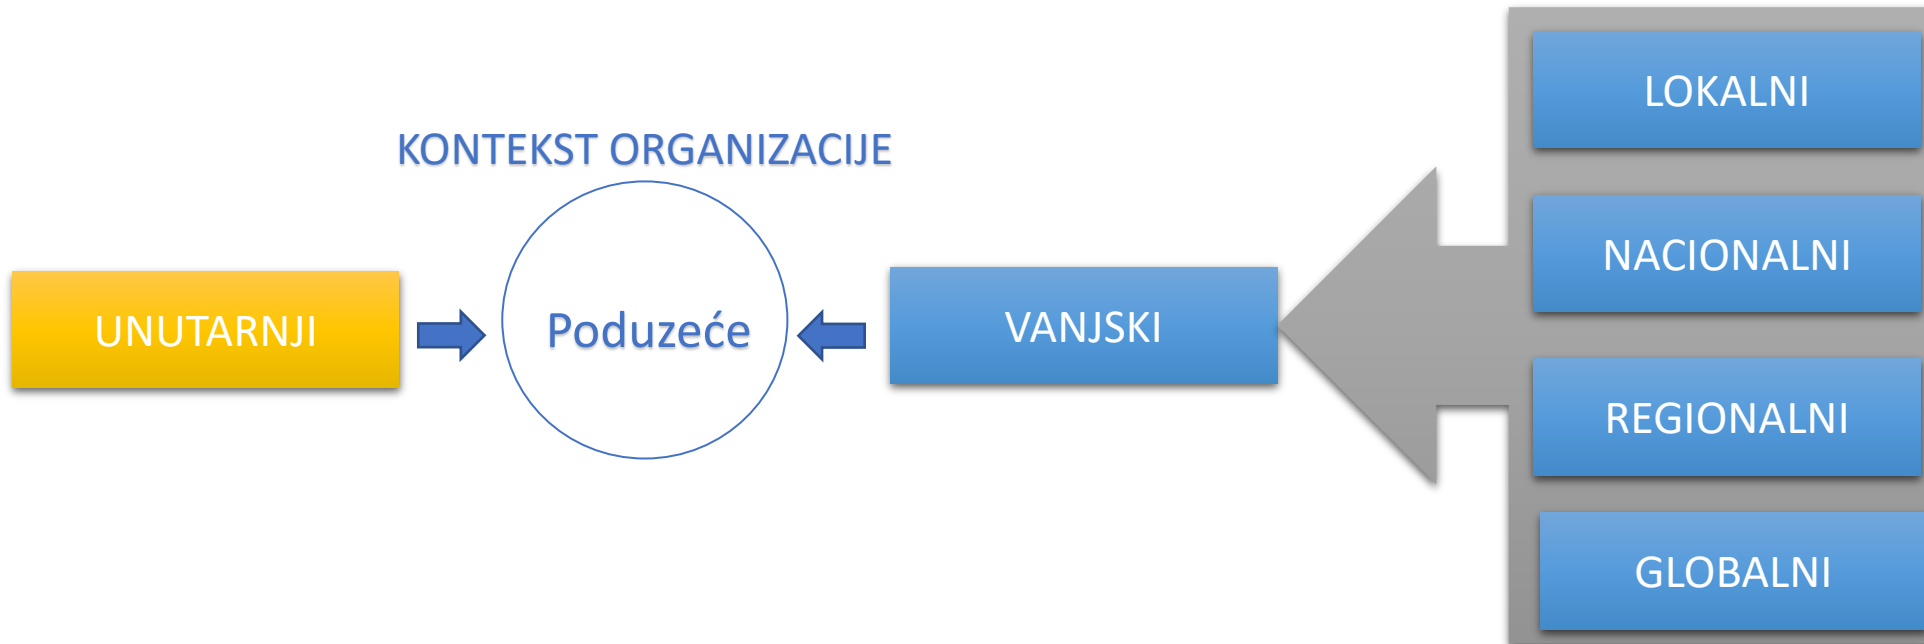 KONTEKST ORGANIZACIJE
UNUTARNJI
Poduzeće
VANJSKI
LOKALNI
NACIONALNI
REGIONALNI
GLOBALNI